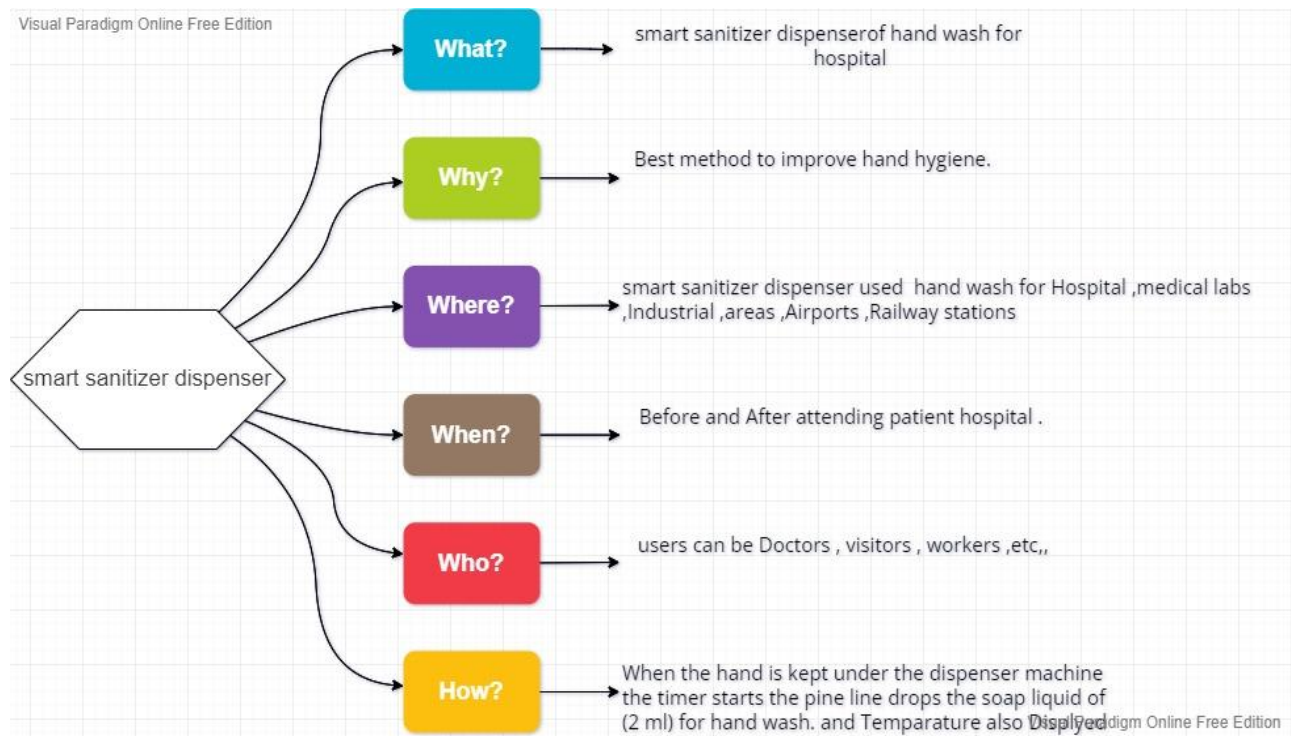 Visual Paradigm Online Free Edition
What?
smart sanitizer dispenserof hand wash for
hospital
Why?
Best method to improve hand hygiene.
Where?
smart sanitizer dispenser used hand wash for Hospital ,medical labs
,Industrial ,areas ,Airports ,Railway stations
smart sanitizer dispenser
When?
Before and After attending patient hospital .
Who?
users can be Doctors , visitors , workers ,etc,,
How?
When the hand is kept under the dispenser machine
the timer starts the pine line drops the soap liquid of
(2 ml) for hand wash. and Temparature also Displyed
Visual Paradigm Online Free Edition